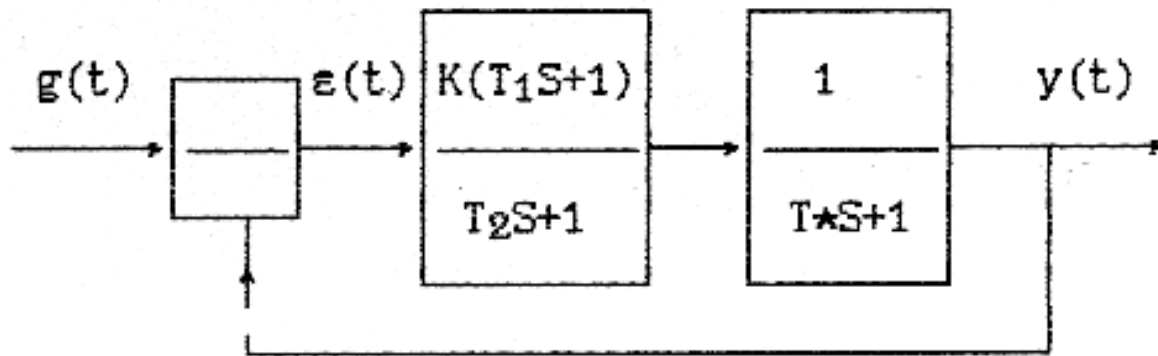 g(t)
ε(t)
K(T₁S+1)
T₂S+1
1
T*S+1
y(t)